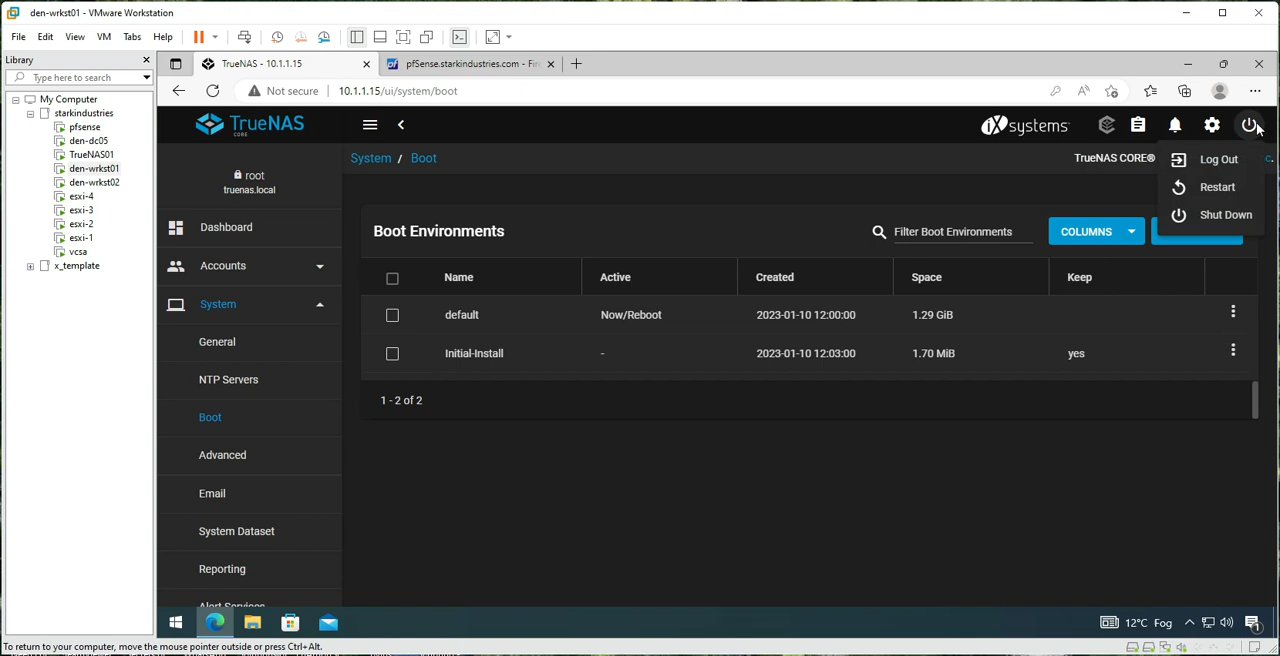 den-wrkst01 - VMware Workstation
File Edit View VM Tabs Help
Library
Type here to search
My Computer
starkindustries
pfsense
den-dc05
TrueNAS01
den-wrkst01
den-wrkst02
esxi-4
esxi-3
esxi-2
esxi-1
vcsa
x_template
TrueNAS - 10.1.1.15
pf pfSense.starkindustries.com - Fire
Not secure 10.1.1.15/ui/system/boot
TrueNAS
CORE
iXsystems
System / Boot
TrueNAS CORE®
c.
Log Out
Restart
Shut Down
root
truenas.local
Dashboard
Accounts
System
General
NTP Servers
Boot
Advanced
Email
System Dataset
Reporting
Alert Services
Boot Environments
Filter Boot Environments
COLUMNS
Name Active Created Space Keep
default Now/Reboot 2023-01-10 12:00:00 1.29 GiB
Initial-Install - 2023-01-10 12:03:00 1.70 MiB yes
1 - 2 of 2
12°C Fog
1
To return to your computer, move the mouse pointer outside or press Ctrl+Alt.